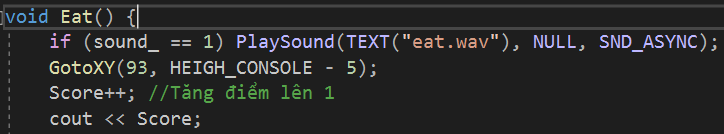 void Eat() {
if (sound_ == 1) PlaySound(TEXT("eat.wav"), NULL, SND_ASYNC);
GotoXY(93, HEIGH_CONSOLE - 5);
Score++; //Tăng điểm lên 1
cout << Score;